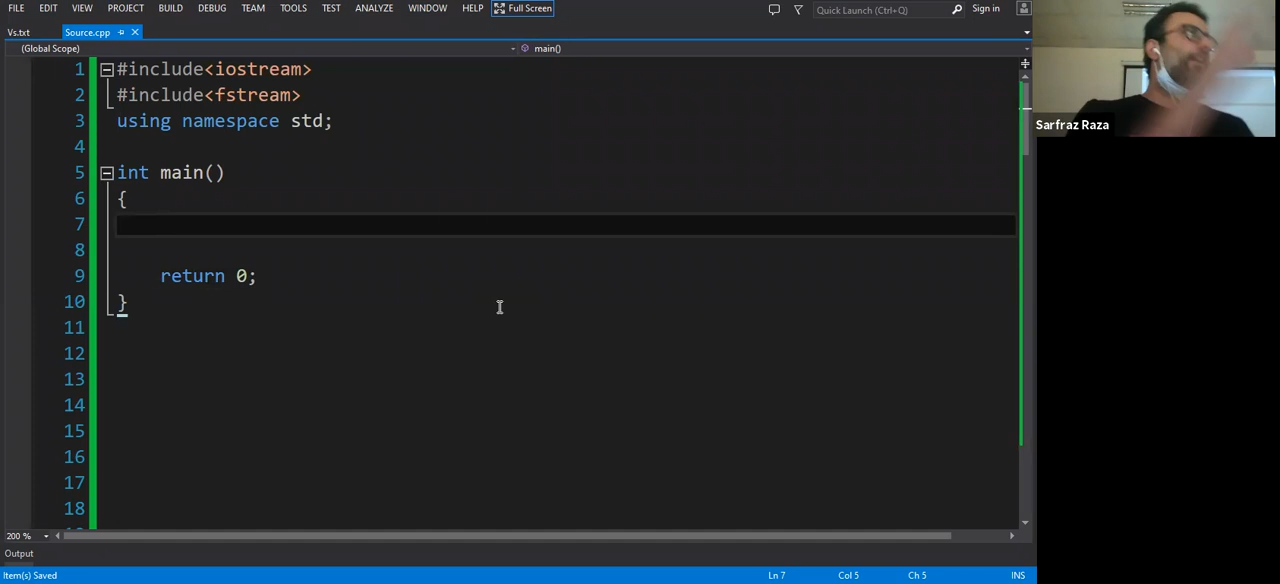 FILE EDIT VIEW PROJECT BUILD DEBUG TEAM TOOLS TEST ANALYZE WINDOW HELP Full Screen Quick Launch (Ctrl+Q) Sign in
Vs.txt Source.cpp
(Global Scope) main()
1 #include<iostream>
2 #include<fstream>
3 using namespace std;
4
5 int main()
6 {
7
8
9 return 0;
10 }
11
12
13
14
15
16
17
18
200 %
Output
Item(s) Saved Ln 7 Col 5 Ch 5 INS
Sarfraz Raza